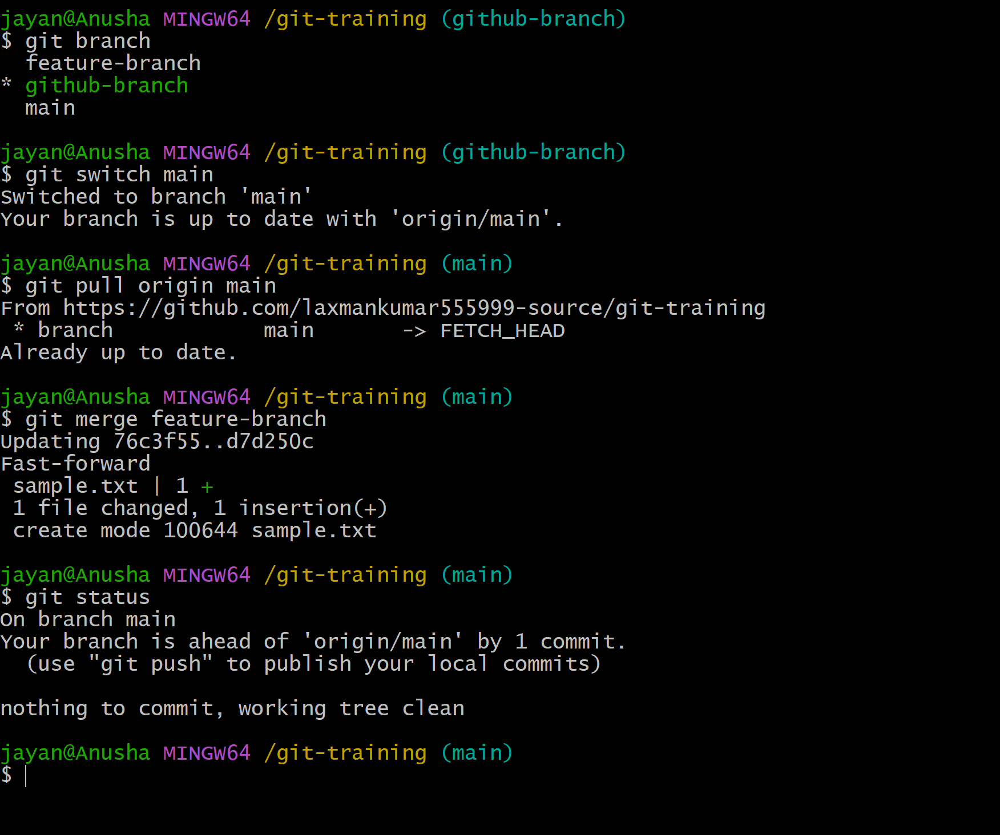 jayan@Anusha MINGW64 /git-training (github-branch)
$ git branch
  feature-branch
* github-branch
  main

jayan@Anusha MINGW64 /git-training (github-branch)
$ git switch main
Switched to branch 'main'
Your branch is up to date with 'origin/main'.

jayan@Anusha MINGW64 /git-training (main)
$ git pull origin main
From https://github.com/laxmankumar555999-source/git-training
 * branch            main       -> FETCH_HEAD
Already up to date.

jayan@Anusha MINGW64 /git-training (main)
$ git merge feature-branch
Updating 76c3f55..d7d250c
Fast-forward
 sample.txt | 1 +
 1 file changed, 1 insertion(+)
 create mode 100644 sample.txt

jayan@Anusha MINGW64 /git-training (main)
$ git status
On branch main
Your branch is ahead of 'origin/main' by 1 commit.
  (use "git push" to publish your local commits)

nothing to commit, working tree clean

jayan@Anusha MINGW64 /git-training (main)
$